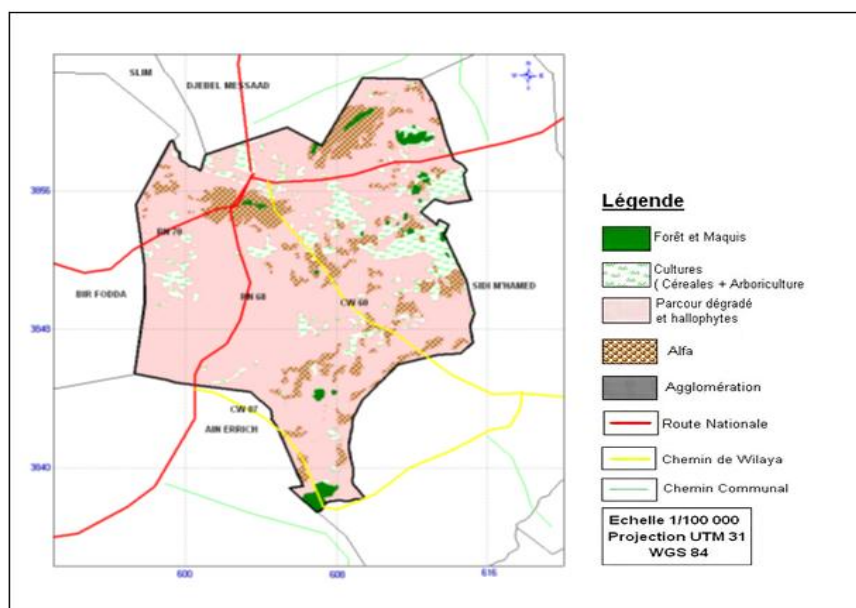 SLIM
DJEBEL MESSAAD
3856
RN 70
BIR FODDA
RN 68
CW 60
SIDI M'HAMED
3848
CW 87
AIN ERRICH
3840
600
608
616
Légende
Forêt et Maquis
Cultures
( Céreales + Arboriculture
Parcour dégradé
et hallophytes
Alfa
Agglomération
Route Nationale
Chemin de Wilaya
Chemin Communal
Echelle 1/100 000
Projection UTM 31
WGS 84